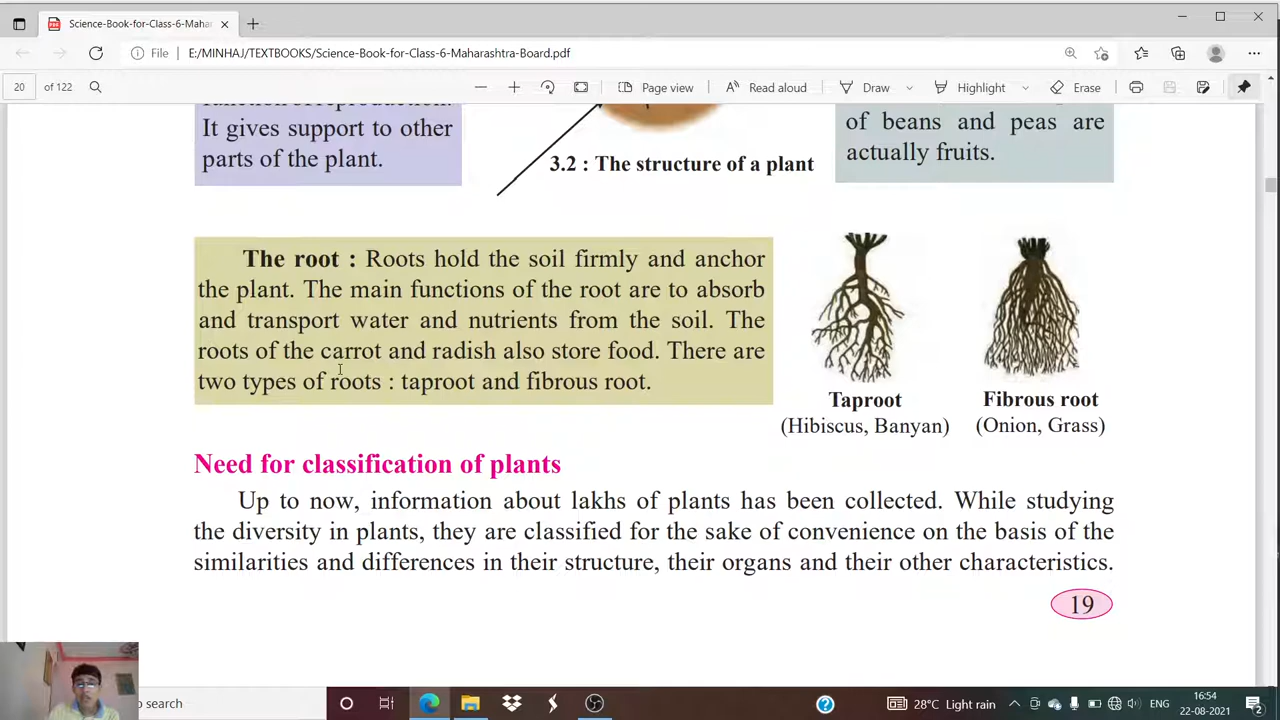 Science-Book-for-Class-6-Mahar
File
E:/MINHAJ/TEXTBOOKS/Science-Book-for-Class-6-Maharashtra-Board.pdf
20 of 122
Page view
Read aloud
Draw
Highlight
Erase
It gives support to other
parts of the plant.
3.2 : The structure of a plant
of beans and peas are
actually fruits.
The root : Roots hold the soil firmly and anchor
the plant. The main functions of the root are to absorb
and transport water and nutrients from the soil. The
roots of the carrot and radish also store food. There are
two types of roots : taproot and fibrous root.
Taproot
(Hibiscus, Banyan)
Fibrous root
(Onion, Grass)
Need for classification of plants
Up to now, information about lakhs of plants has been collected. While studying
the diversity in plants, they are classified for the sake of convenience on the basis of the
similarities and differences in their structure, their organs and their other characteristics.
19
to search
28°C Light rain
ENG
16:54
22-08-2021